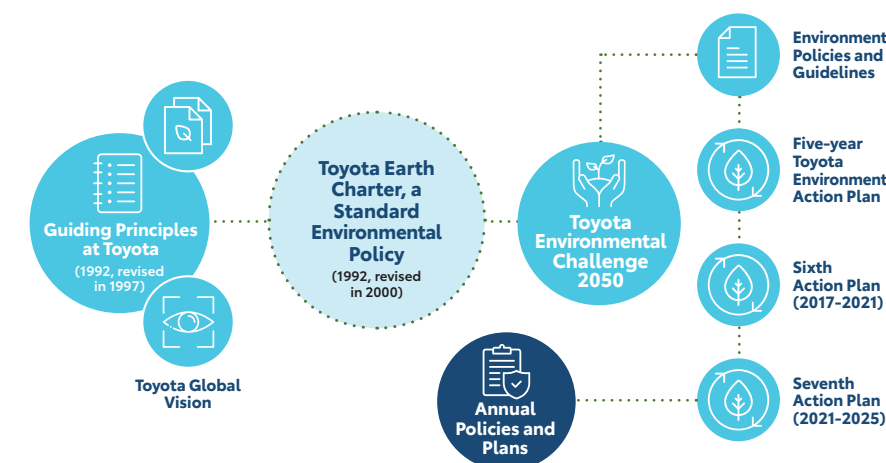 Guiding Principles
at Toyota
(1992, revised
in 1997)
Toyota Global
Vision
Toyota Earth
Charter, a
Standard
Environmental
Policy
(1992, revised
in 2000)
Toyota
Environmental
Challenge
2050
Annual
Policies and
Plans
Environment
Policies and
Guidelines
Five-year
Toyota
Environment
Action Plan
Sixth
Action Plan
(2017-2021)
Seventh
Action Plan
(2021-2025)